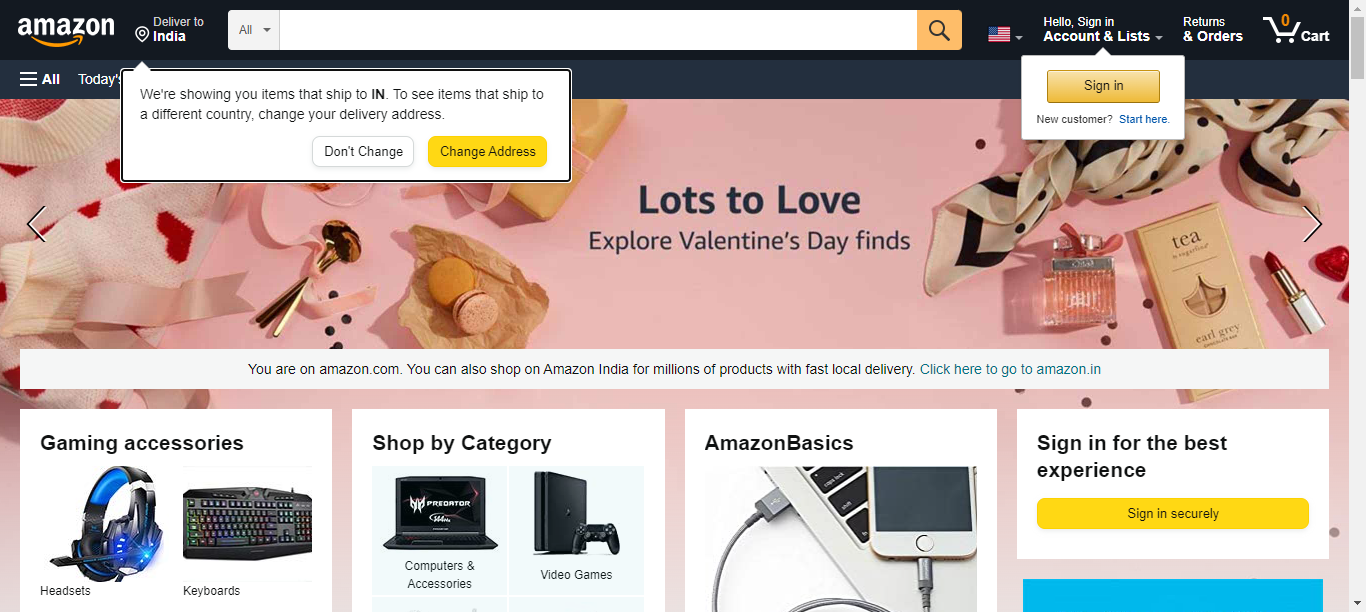 amazon
Deliver to
India
All
Hello, Sign in
Account & Lists
Returns
& Orders
0
Cart
All
Today's
We're showing you items that ship to IN. To see items that ship to
a different country, change your delivery address.
Don't Change
Change Address
Sign in
New customer? Start here.
Lots to Love
Explore Valentine's Day finds
tea
earl grey
You are on amazon.com. You can also shop on Amazon India for millions of products with fast local delivery. Click here to go to amazon.in
Gaming accessories
Headsets
Keyboards
Shop by Category
PREDATOR
Computers &
Accessories
Video Games
AmazonBasics
Sign in for the best
experience
Sign in securely